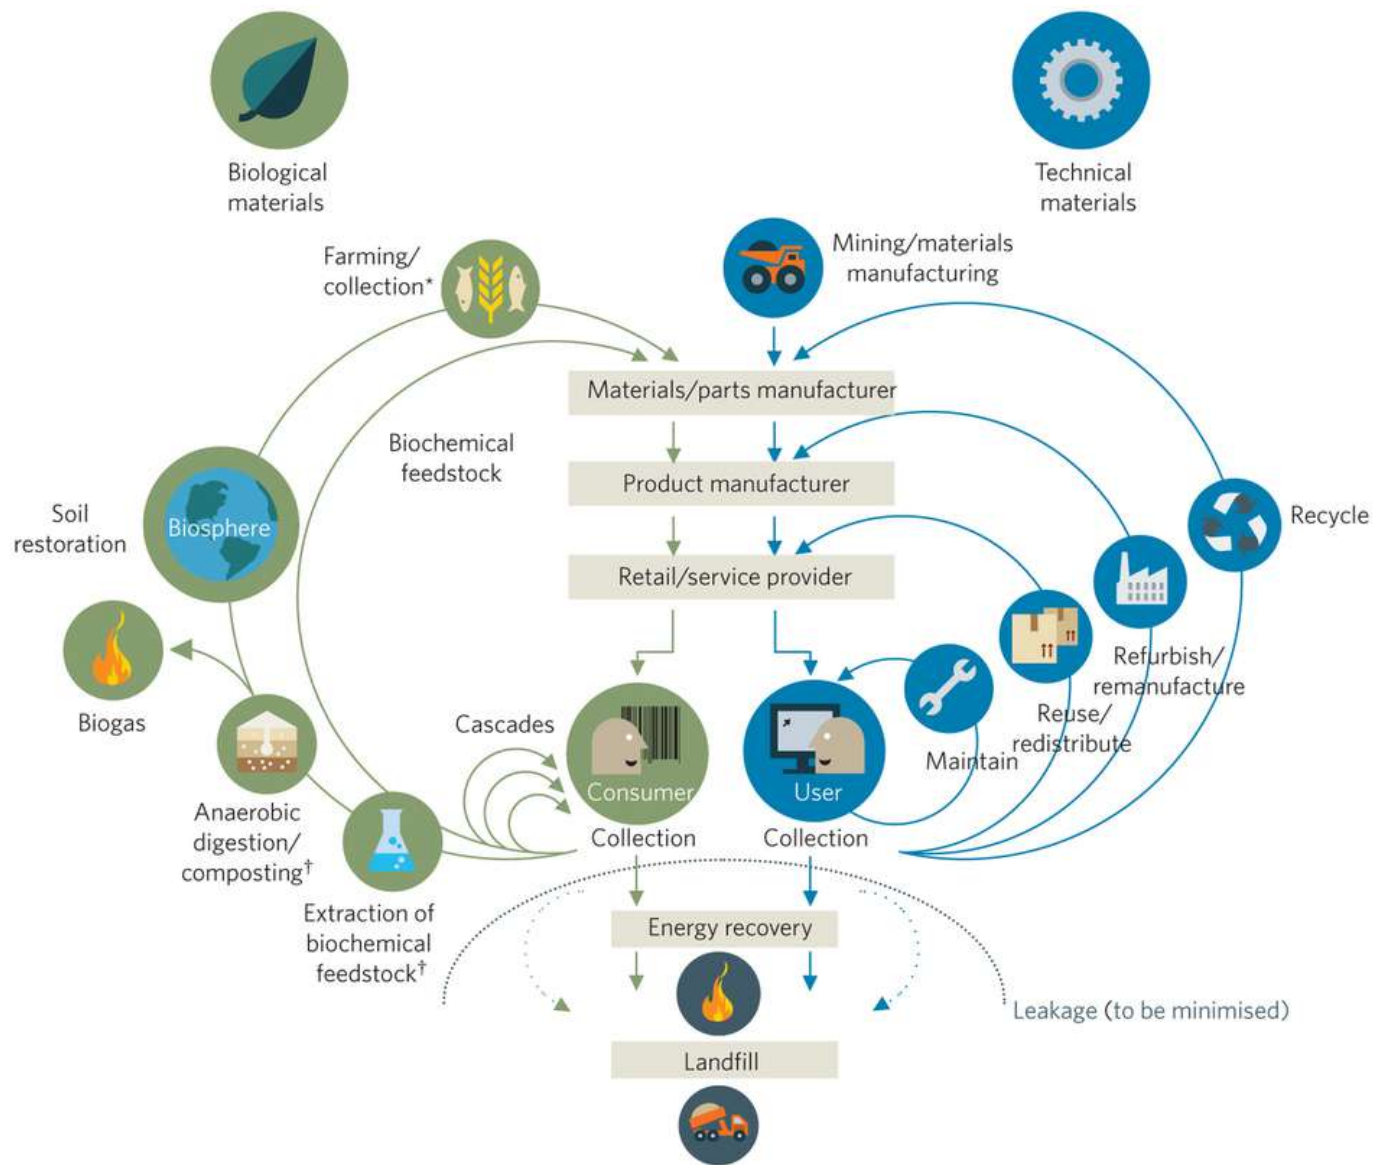 Biological
materials
Technical
materials
Farming/
collection*
Mining/materials
manufacturing
Materials/parts manufacturer
Biochemical
feedstock
Product manufacturer
Soil
restoration
Biosphere
Recycle
Retail/service provider
Refurbish/
remanufacture
Biogas
Cascades
Reuse/
redistribute
Maintain
Consumer
User
Anaerobic
digestion/
composting†
Collection
Collection
Extraction of
biochemical
feedstock†
Energy recovery
Leakage (to be minimised)
Landfill